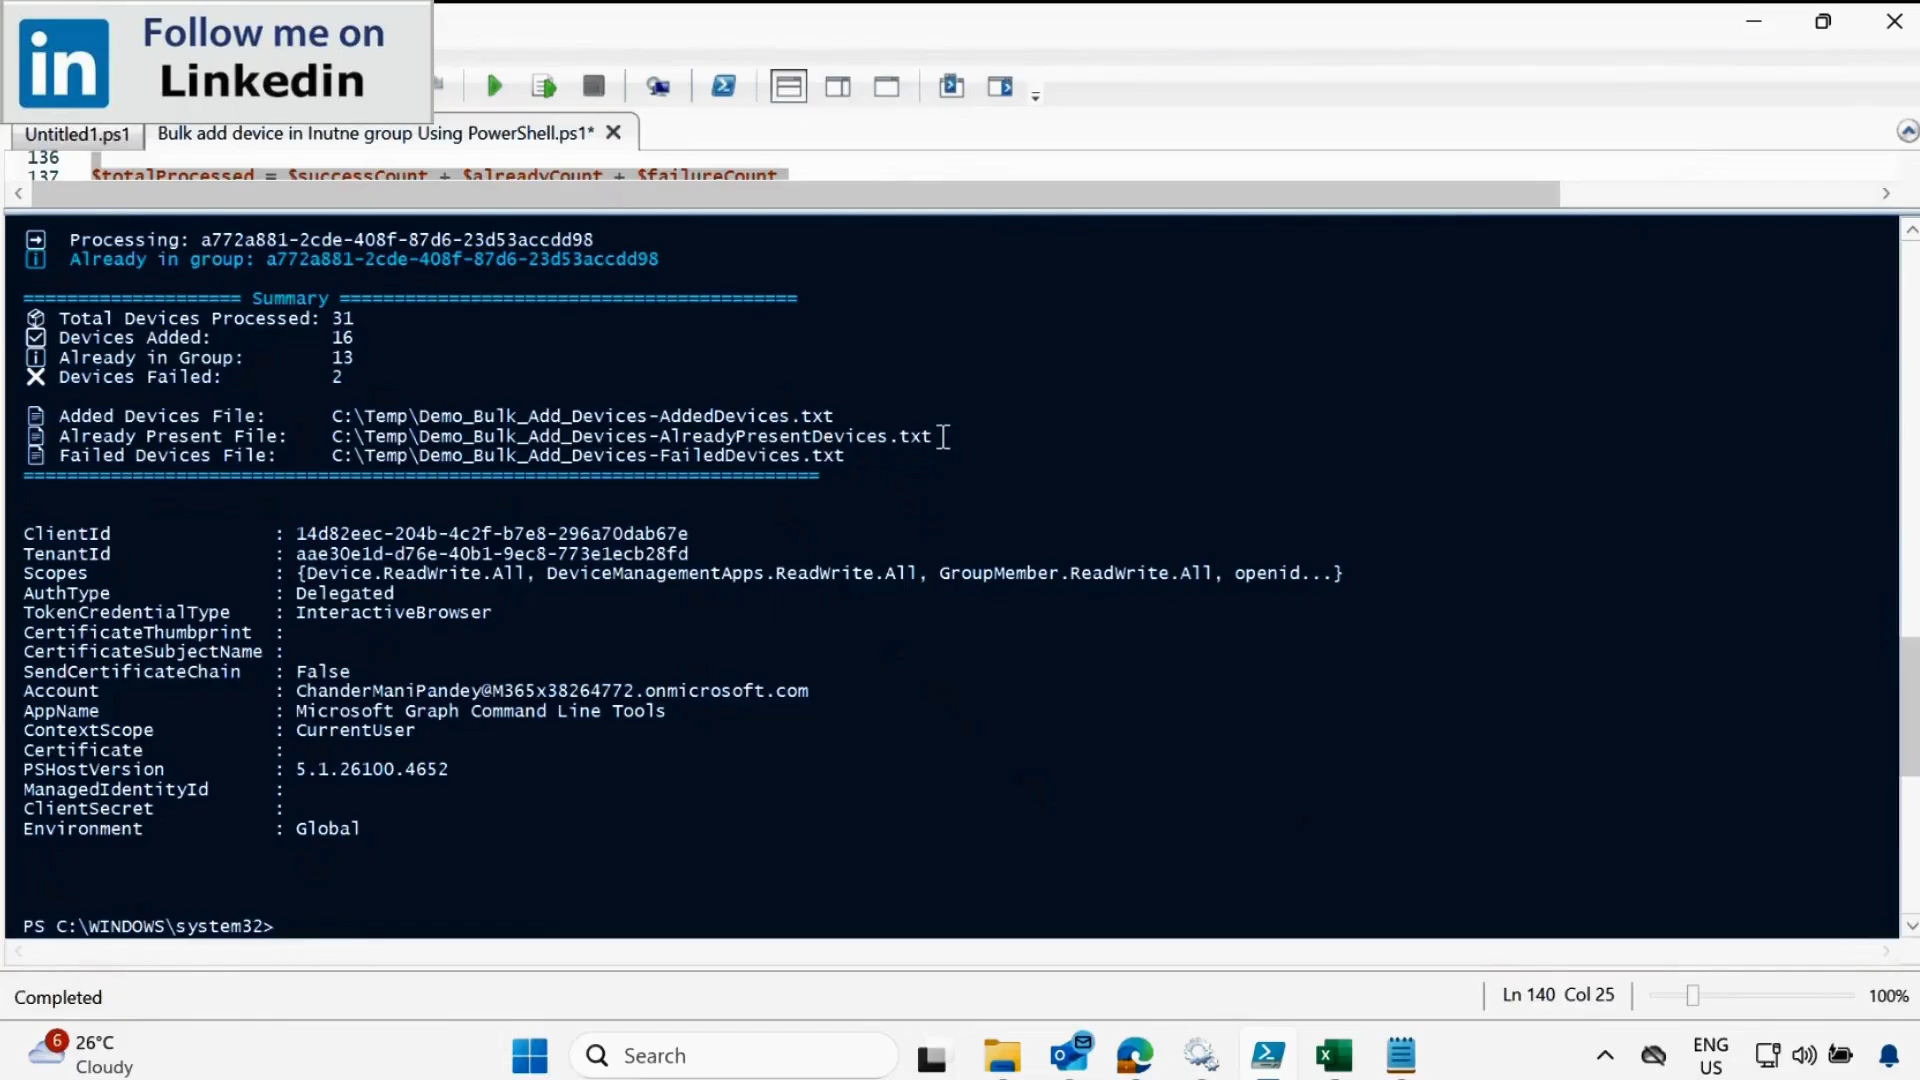 in Follow me on
Linkedin
Untitled1.ps1 Bulk add device in Inutne group Using PowerShell.ps1*
136
137 $totalProcessed = $successCount + $alreadyCount + $failureCount
Processing: a772a881-2cde-408f-87d6-23d53accdd98
Already in group: a772a881-2cde-408f-87d6-23d53accdd98
==================== Summary ==========================================
Total Devices Processed: 31
Devices Added: 16
Already in Group: 13
Devices Failed: 2
Added Devices File: C:\Temp\Demo_Bulk_Add_Devices-AddedDevices.txt
Already Present File: C:\Temp\Demo_Bulk_Add_Devices-AlreadyPresentDevices.txt
Failed Devices File: C:\Temp\Demo_Bulk_Add_Devices-FailedDevices.txt
=========================================================================
ClientId : 14d82eec-204b-4c2f-b7e8-296a70dab67e
TenantId : aae30e1d-d76e-40b1-9ec8-773e1ecb28fd
Scopes : {Device.ReadWrite.All, DeviceManagementApps.ReadWrite.All, GroupMember.ReadWrite.All, openid...}
AuthType : Delegated
TokenCredentialType : InteractiveBrowser
CertificateThumbprint :
CertificateSubjectName :
SendCertificateChain : False
Account : ChanderManiPandey@M365x38264772.onmicrosoft.com
AppName : Microsoft Graph Command Line Tools
ContextScope : CurrentUser
Certificate :
PSHostVersion : 5.1.26100.4652
ManagedIdentityId :
ClientSecret :
Environment : Global
PS C:\WINDOWS\system32>
Completed Ln 140 Col 25 100%
6 26°C
Cloudy
Search
ENG
US